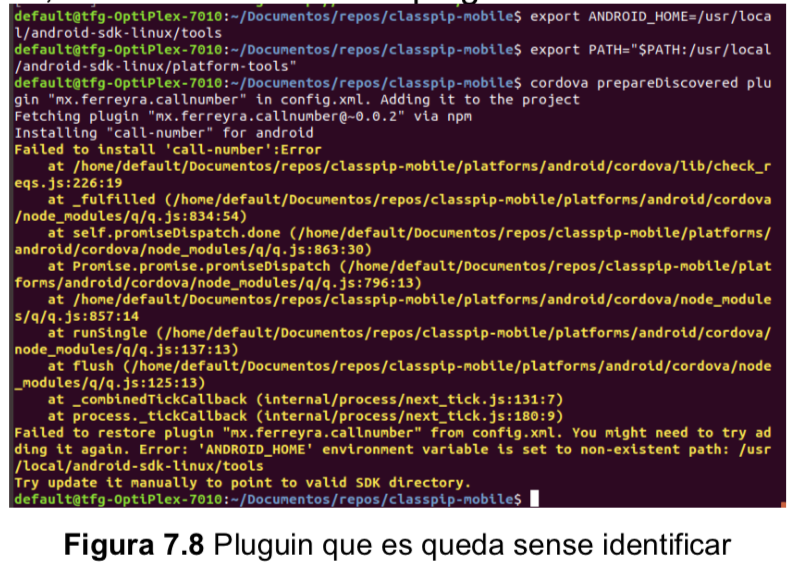 default@tfg-OptiPlex-7010:~/Documentos/repos/classpip-mobile$ export ANDROID_HOME=/usr/loca
l/android-sdk-linux/tools
default@tfg-OptiPlex-7010:~/Documentos/repos/classpip-mobile$ export PATH="$PATH:/usr/local
/android-sdk-linux/platform-tools"
default@tfg-OptiPlex-7010:~/Documentos/repos/classpip-mobile$ cordova prepareDiscovered plu
gin "mx.ferreyra.callnumber" in config.xml. Adding it to the project
Fetching plugin "mx.ferreyra.callnumber@~0.0.2" via npm
Installing "call-number" for android
Failed to install 'call-number':Error
    at /home/default/Documentos/repos/classpip-mobile/platforms/android/cordova/lib/check_r
eqs.js:226:19
    at _fulfilled (/home/default/Documentos/repos/classpip-mobile/platforms/android/cordova
/node_modules/q/q.js:834:54)
    at self.promiseDispatch.done (/home/default/Documentos/repos/classpip-mobile/platforms/
android/cordova/node_modules/q/q.js:863:30)
    at Promise.promise.promiseDispatch (/home/default/Documentos/repos/classpip-mobile/plat
forms/android/cordova/node_modules/q/q.js:796:13)
    at /home/default/Documentos/repos/classpip-mobile/platforms/android/cordova/node_module
s/q/q.js:857:14
    at runSingle (/home/default/Documentos/repos/classpip-mobile/platforms/android/cordova/
node_modules/q/q.js:137:13)
    at flush (/home/default/Documentos/repos/classpip-mobile/platforms/android/cordova/node
_modules/q/q.js:125:13)
    at _combinedTickCallback (internal/process/next_tick.js:131:7)
    at process._tickCallback (internal/process/next_tick.js:180:9)
Failed to restore plugin "mx.ferreyra.callnumber" from config.xml. You might need to try ad
ding it again. Error: 'ANDROID_HOME' environment variable is set to non-existent path: /usr
/local/android-sdk-linux/tools
Try update it manually to point to valid SDK directory.
default@tfg-OptiPlex-7010:~/Documentos/repos/classpip-mobile$
Figura 7.8 Pluguin que es queda sense identificar